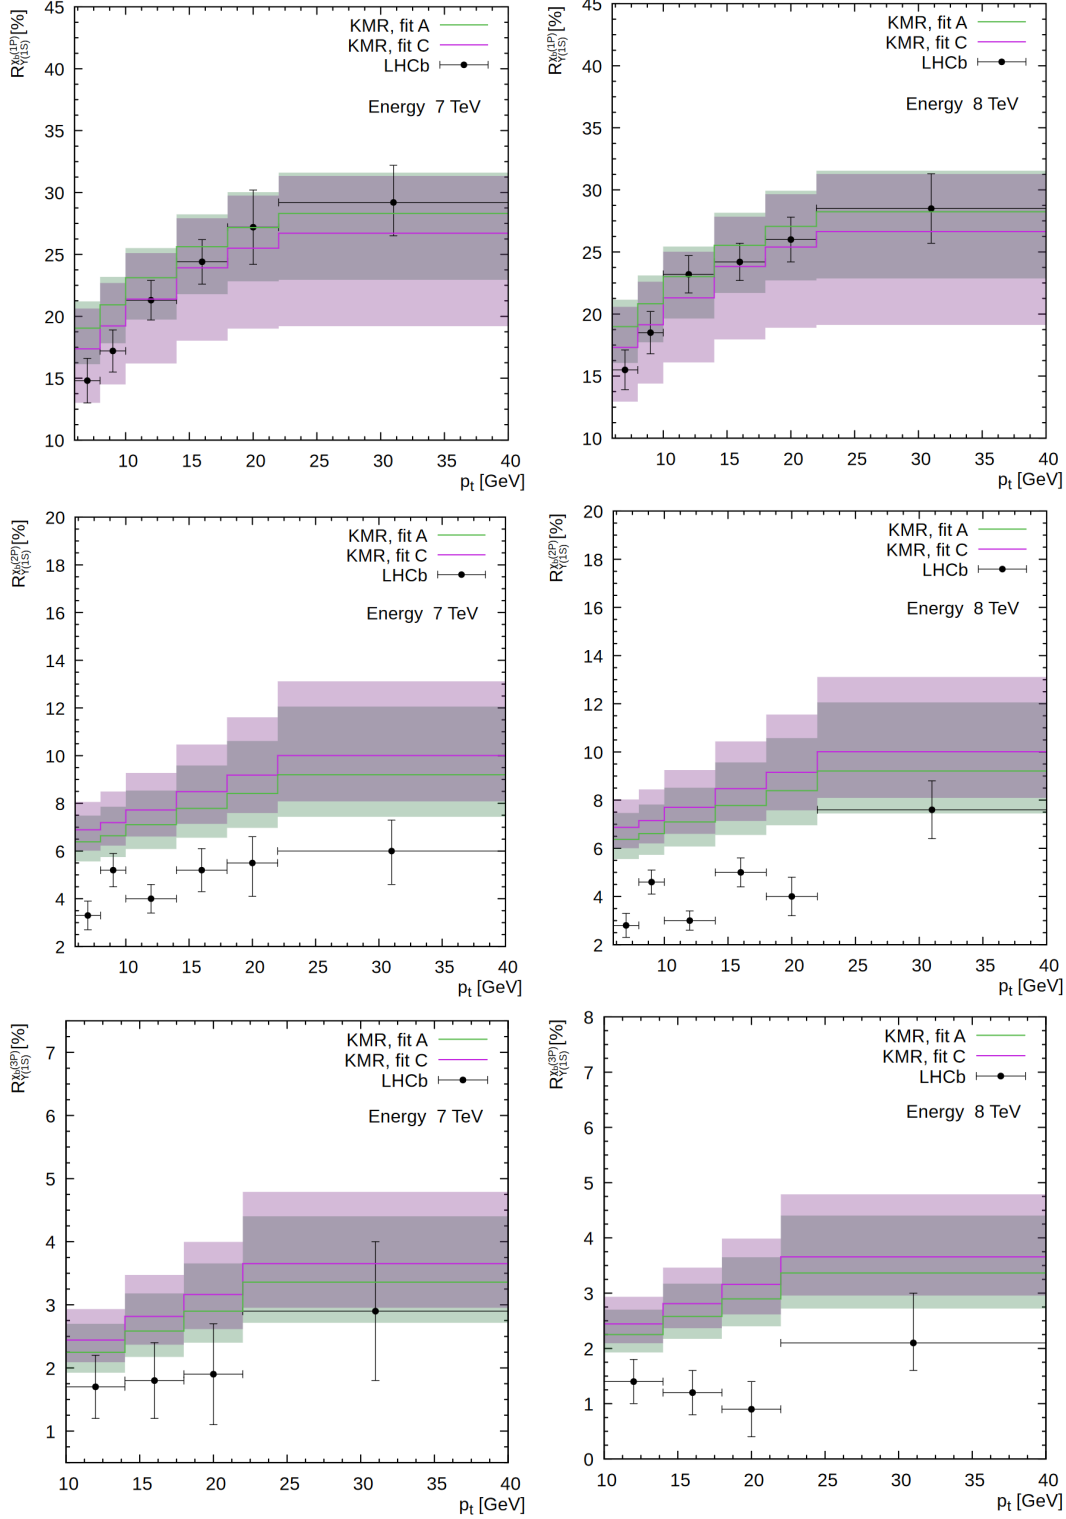 R^χb(1P)_Υ(1S) [%]
KMR, fit A
KMR, fit C
LHCb
Energy 7 TeV
45
40
35
30
25
20
15
10
10 15 20 25 30 35 40
p_t [GeV]
R^χb(1P)_Υ(1S) [%]
KMR, fit A
KMR, fit C
LHCb
Energy 8 TeV
45
40
35
30
25
20
15
10
10 15 20 25 30 35 40
p_t [GeV]
R^χb(2P)_Υ(1S) [%]
KMR, fit A
KMR, fit C
LHCb
Energy 7 TeV
20
18
16
14
12
10
8
6
4
2
10 15 20 25 30 35 40
p_t [GeV]
R^χb(2P)_Υ(1S) [%]
KMR, fit A
KMR, fit C
LHCb
Energy 8 TeV
20
18
16
14
12
10
8
6
4
2
10 15 20 25 30 35 40
p_t [GeV]
R^χb(3P)_Υ(1S) [%]
KMR, fit A
KMR, fit C
LHCb
Energy 7 TeV
7
6
5
4
3
2
1
10 15 20 25 30 35 40
p_t [GeV]
R^χb(3P)_Υ(1S) [%]
KMR, fit A
KMR, fit C
LHCb
Energy 8 TeV
8
7
6
5
4
3
2
1
0
10 15 20 25 30 35 40
p_t [GeV]